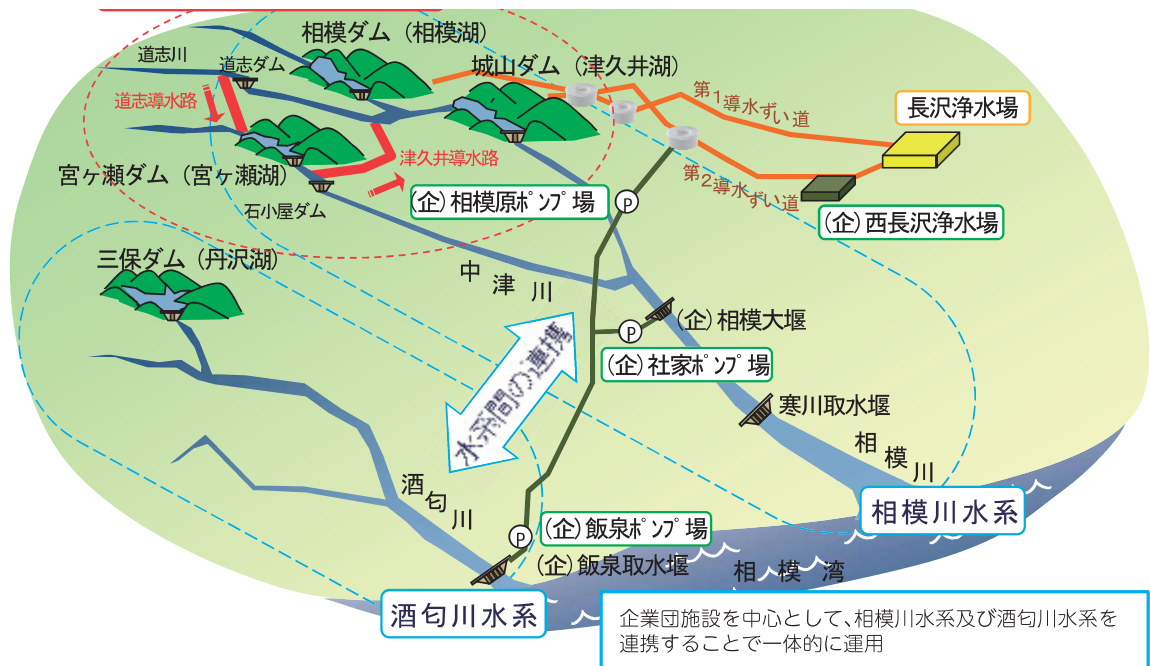 相模ダム（相模湖）
道志川
道志ダム
城山ダム（津久井湖）
道志導水路
第1導水ずい道
長沢浄水場
津久井導水路
宮ヶ瀬ダム（宮ヶ瀬湖）
石小屋ダム
(企)相模原ﾎﾟﾝﾌﾟ場
P
第2導水ずい道
(企)西長沢浄水場
三保ダム（丹沢湖）
中津川
(企)相模大堰
P
(企)社家ﾎﾟﾝﾌﾟ場
水系間の連携
寒川取水堰
相模川
酒匂川
相模川水系
P
(企)飯泉ﾎﾟﾝﾌﾟ場
(企)飯泉取水堰
相模湾
酒匂川水系
企業団施設を中心として、相模川水系及び酒匂川水系を
連携することで一体的に運用